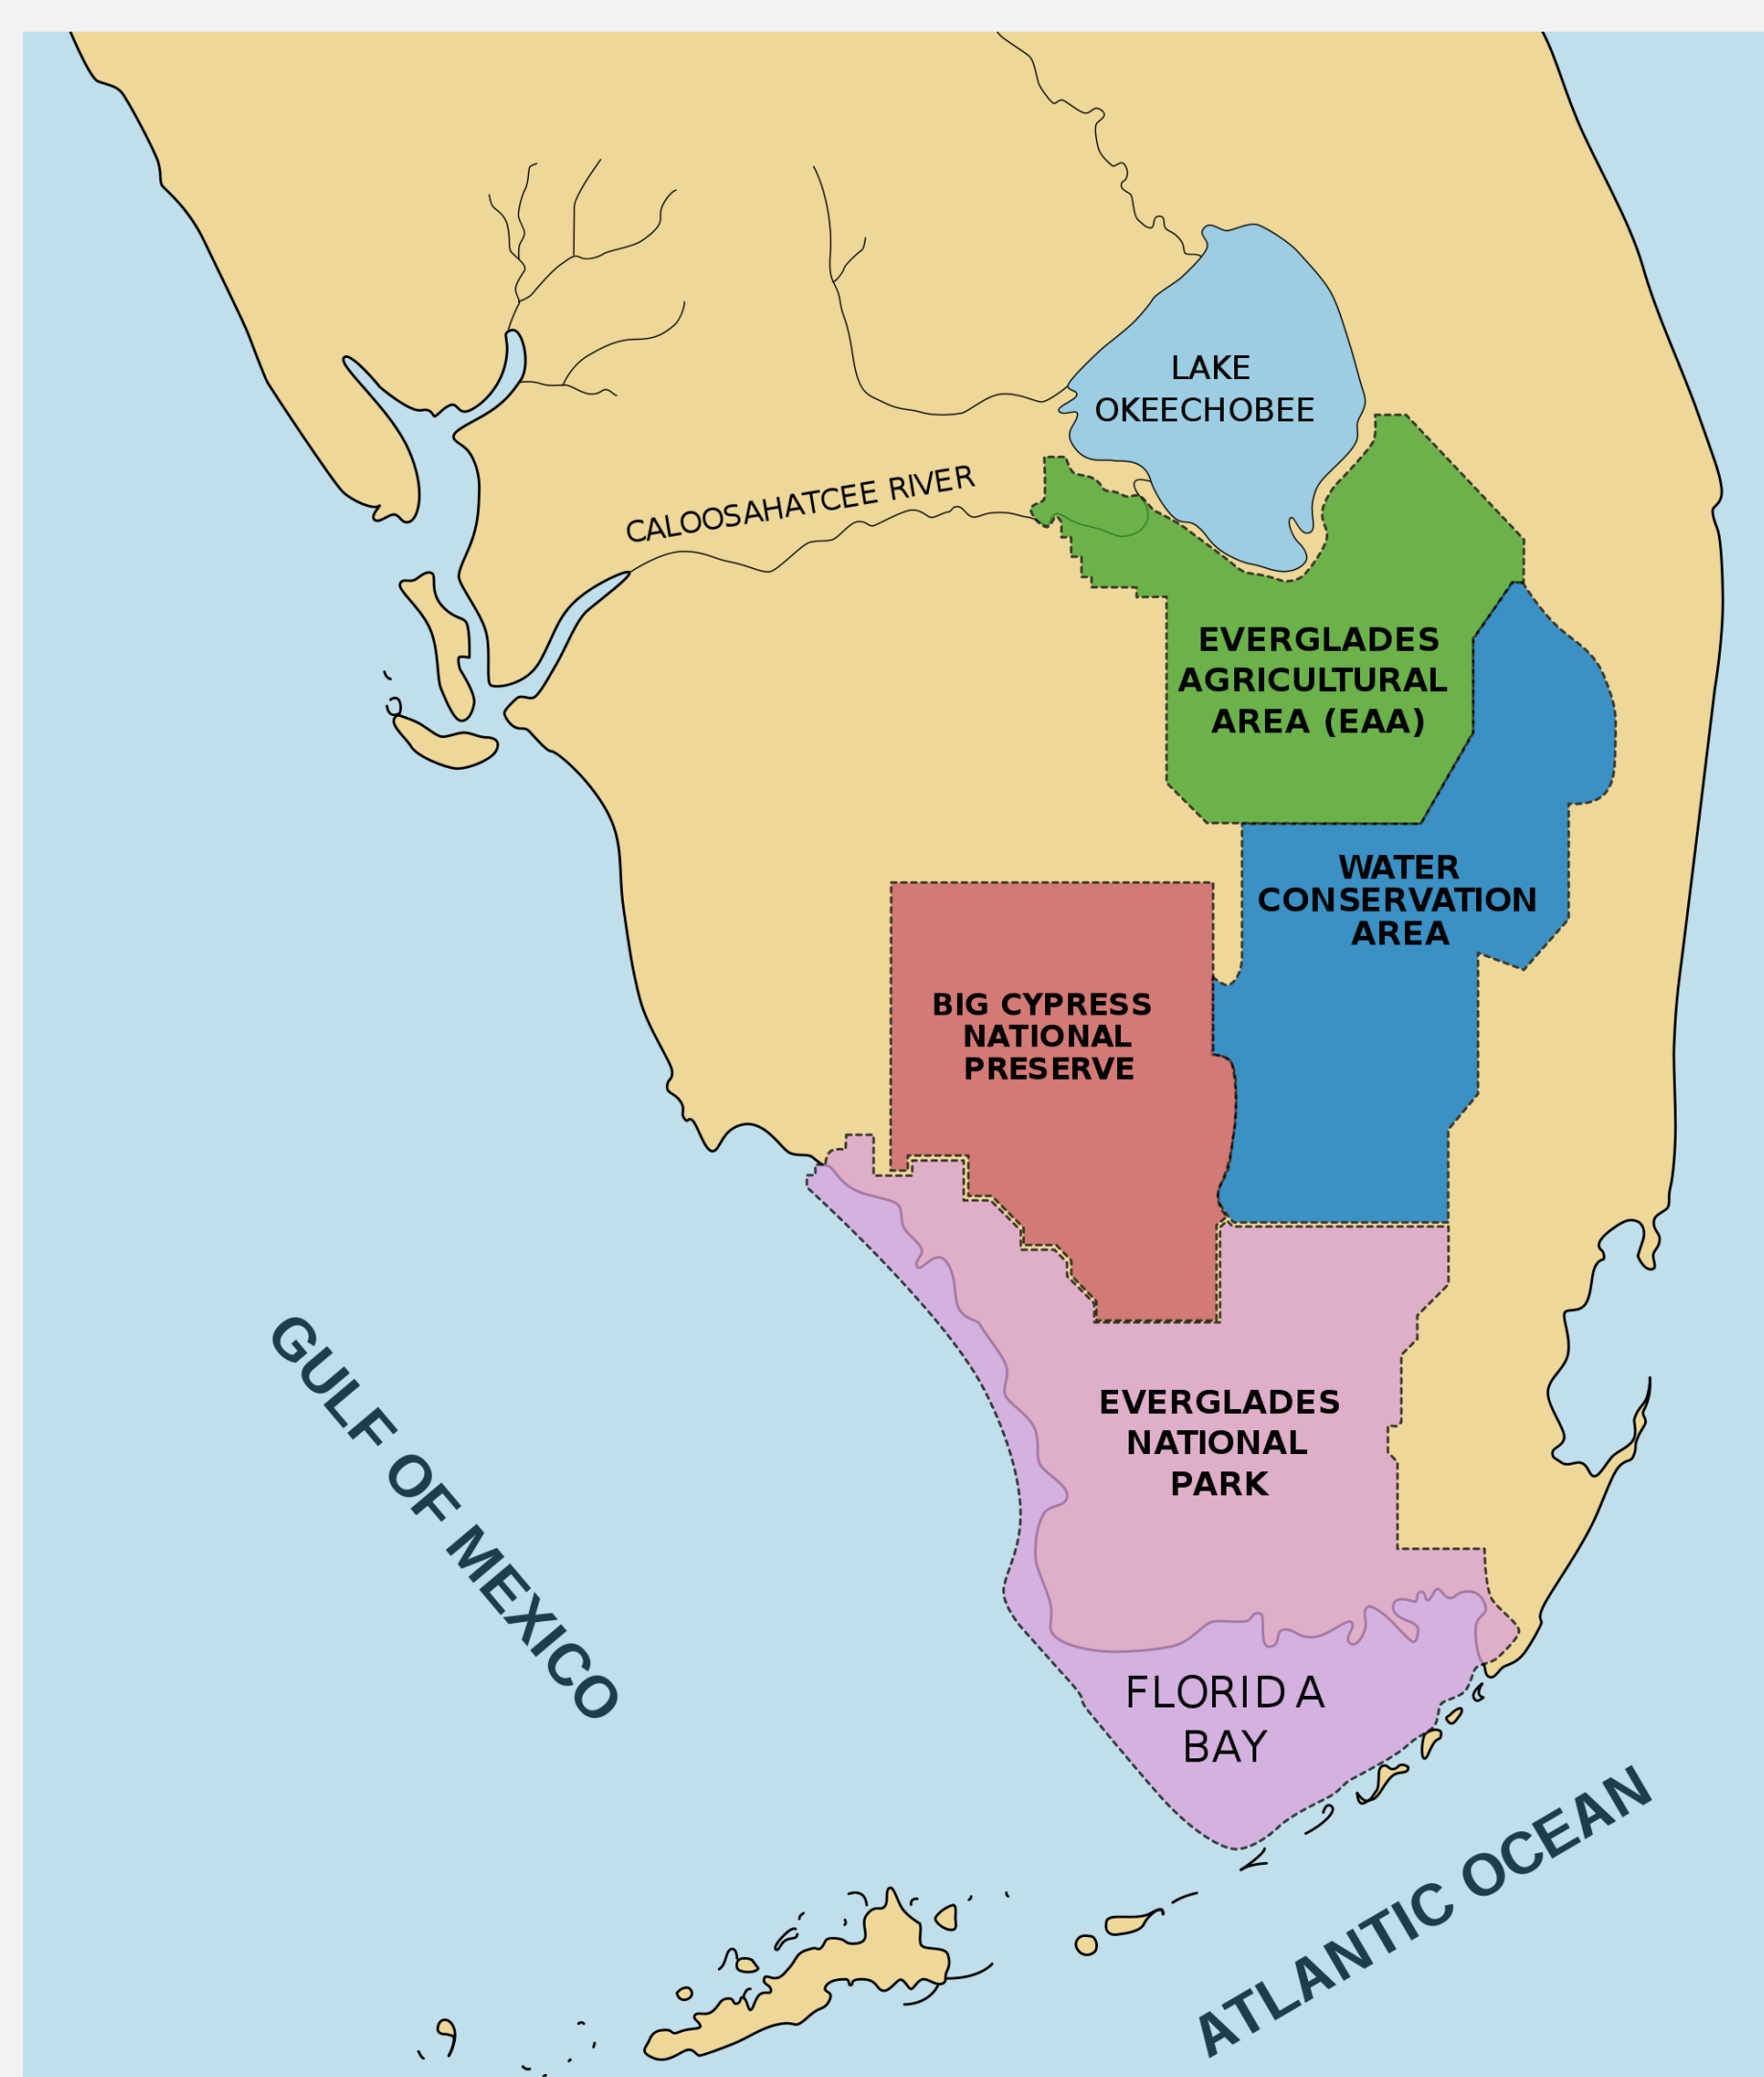 LAKE
OKEECHOBEE
CALOOSAHATCEE RIVER
EVERGLADES
AGRICULTURAL
AREA (EAA)
WATER
CONSERVATION
AREA
BIG CYPRESS
NATIONAL
PRESERVE
EVERGLADES
NATIONAL
PARK
GULF OF MEXICO
FLORIDA
BAY
ATLANTIC OCEAN